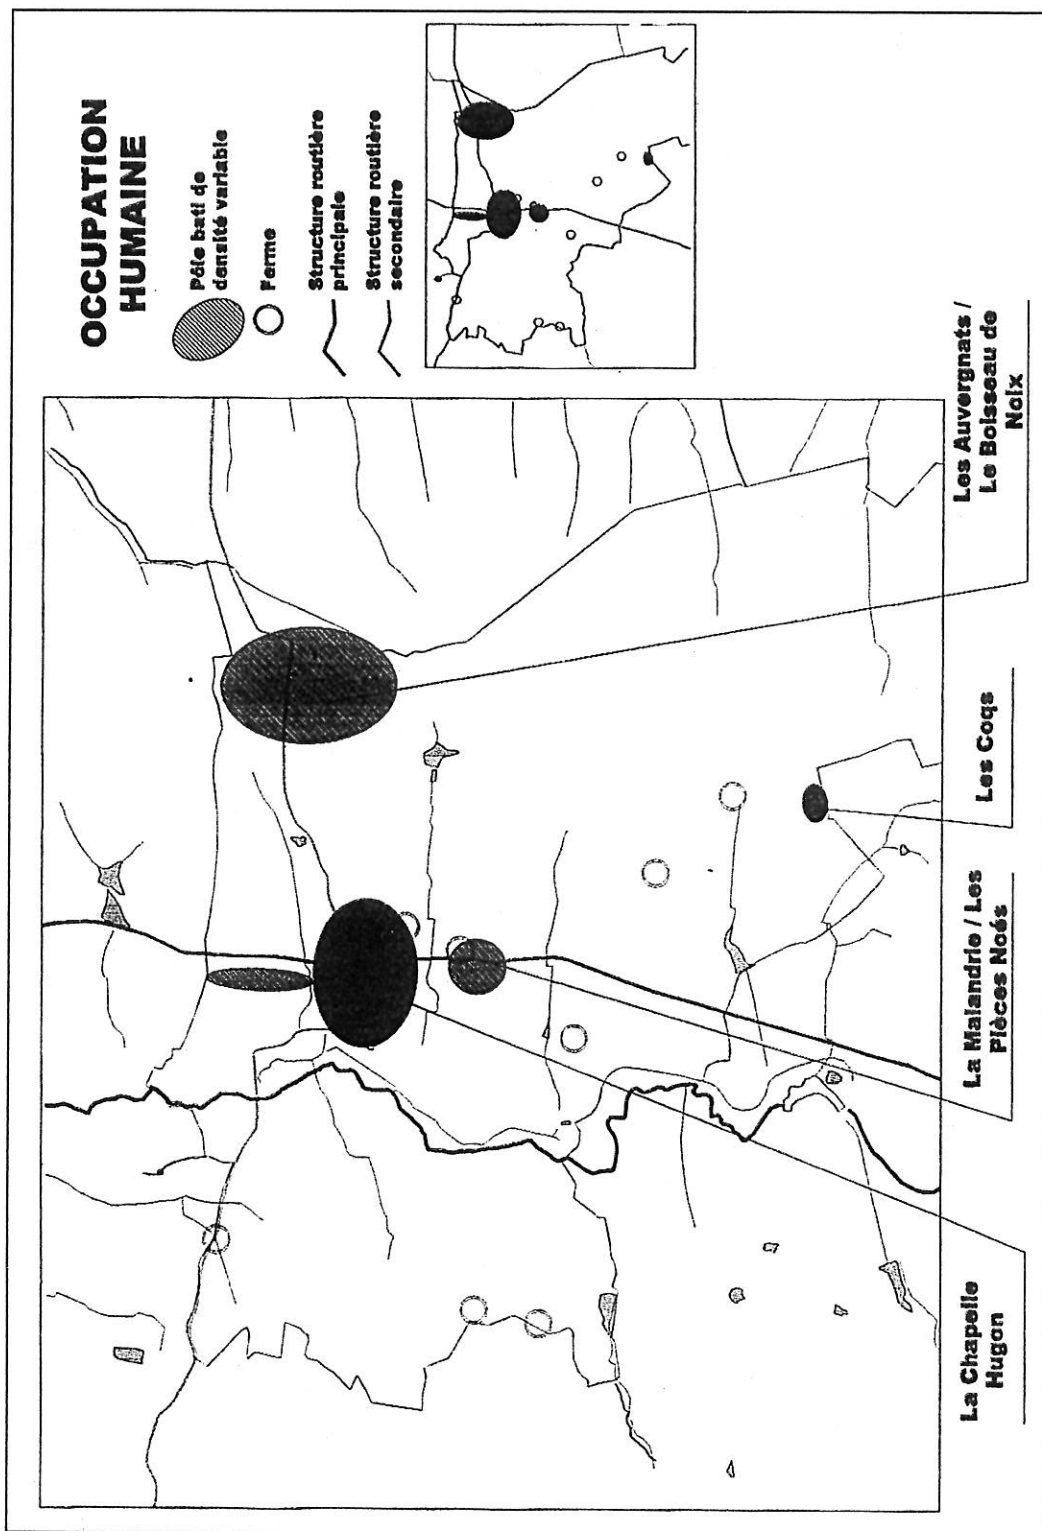 OCCUPATION
HUMAINE
Pôle bati de
densité variable
Ferme
Structure routière
principale
Structure routière
secondaire
La Chapelle
Hugon
La Malandrie / Les
Pièces Noés
Les Coqs
Les Auvergnats /
Le Boisseau de
Noix